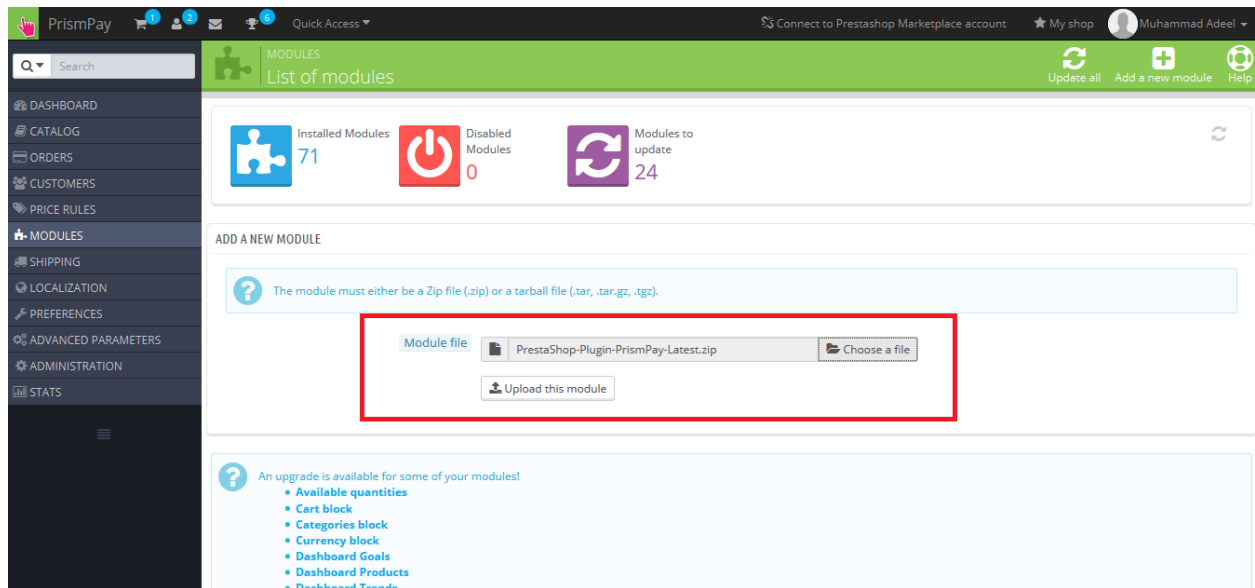 PrismPay 1 2 6 Quick Access Connect to Prestashop Marketplace account My shop Muhammad Adeel
Search
MODULES
List of modules
Update all Add a new module Help
DASHBOARD
CATALOG
ORDERS
CUSTOMERS
PRICE RULES
MODULES
SHIPPING
LOCALIZATION
PREFERENCES
ADVANCED PARAMETERS
ADMINISTRATION
STATS
Installed Modules
71
Disabled
Modules
0
Modules to
update
24
ADD A NEW MODULE
The module must either be a Zip file (.zip) or a tarball file (.tar, .tar.gz, .tgz).
Module file PrestaShop-Plugin-PrismPay-Latest.zip Choose a file
Upload this module
An upgrade is available for some of your modules!
Available quantities
Cart block
Categories block
Currency block
Dashboard Goals
Dashboard Products
Dashboard Trends